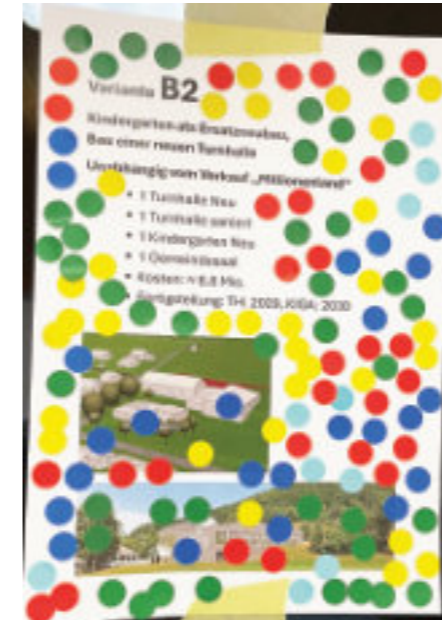 Variante B2
Kindergarten als Ersatzneubau,
Bau einer neuen Turnhalle
Unabhängig vom Verkauf „Millionenland“
• 1 Turnhalle Neu
• 1 Turnhalle saniert
• 1 Kindergarten Neu
• 1 Gemeindesaal
• Kosten: ≈ 6.8 Mio.
• Fertigstellung: TH: 2029, KIGA: 2030